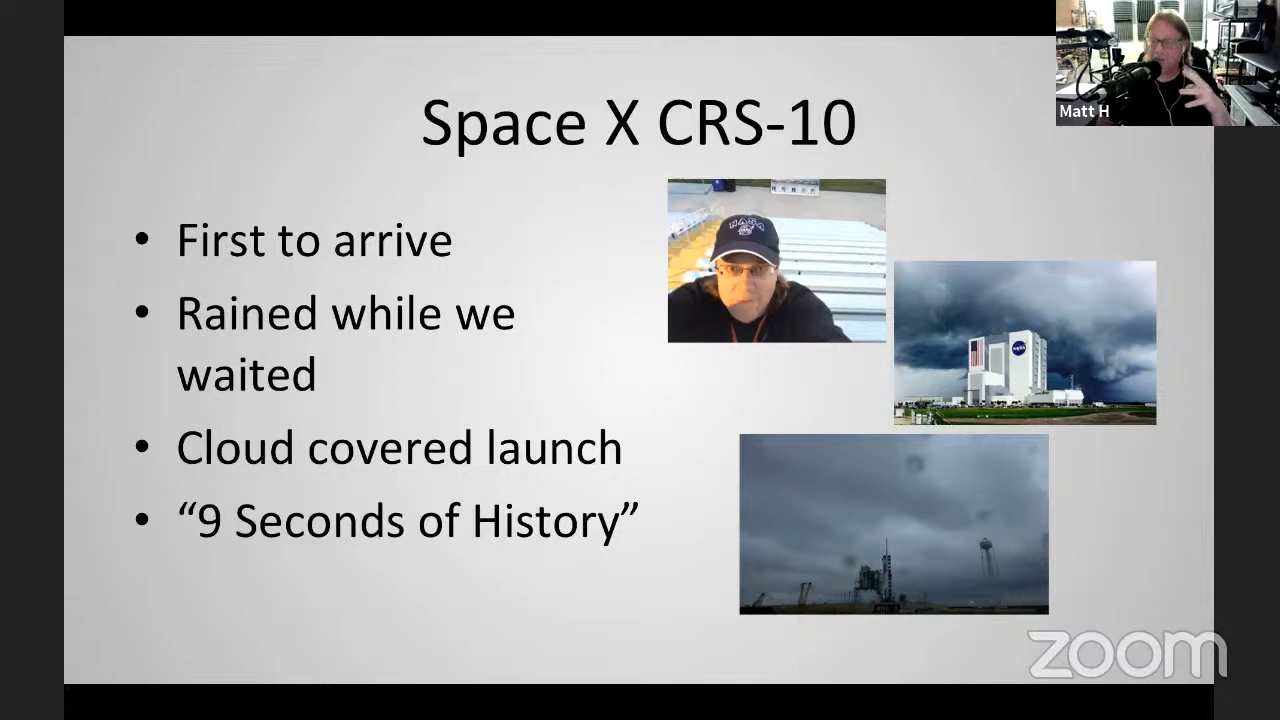 Space X CRS-10
Matt H
• First to arrive
• Rained while we
waited
• Cloud covered launch
• “9 Seconds of History”
NASA
NASA
zoom